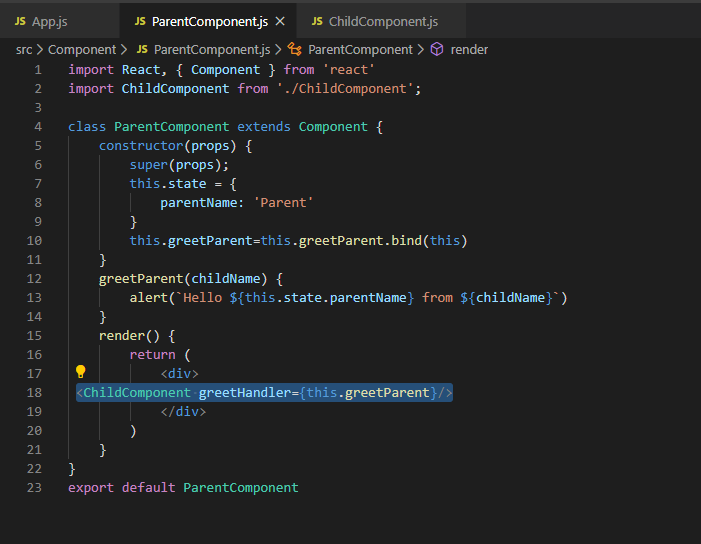 JS App.js JS ParentComponent.js × JS ChildComponent.js
src > Component > JS ParentComponent.js > ParentComponent > render
1 import React, { Component } from 'react'
2 import ChildComponent from './ChildComponent';
3
4 class ParentComponent extends Component {
5 constructor(props) {
6 super(props);
7 this.state = {
8 parentName: 'Parent'
9 }
10 this.greetParent=this.greetParent.bind(this)
11 }
12 greetParent(childName) {
13 alert(`Hello ${this.state.parentName} from ${childName}`)
14 }
15 render() {
16 return (
17 <div>
18 <ChildComponent greetHandler={this.greetParent}/>
19 </div>
20 )
21 }
22 }
23 export default ParentComponent